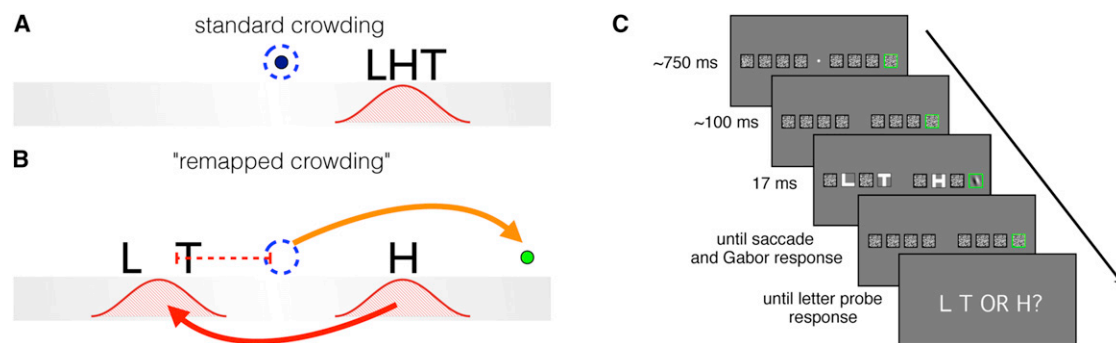 A
standard crowding
LHT
B
"remapped crowding"
L T H
C
~750 ms
~100 ms
17 ms
L T H
until saccade
and Gabor response
until letter probe
response
L T OR H?